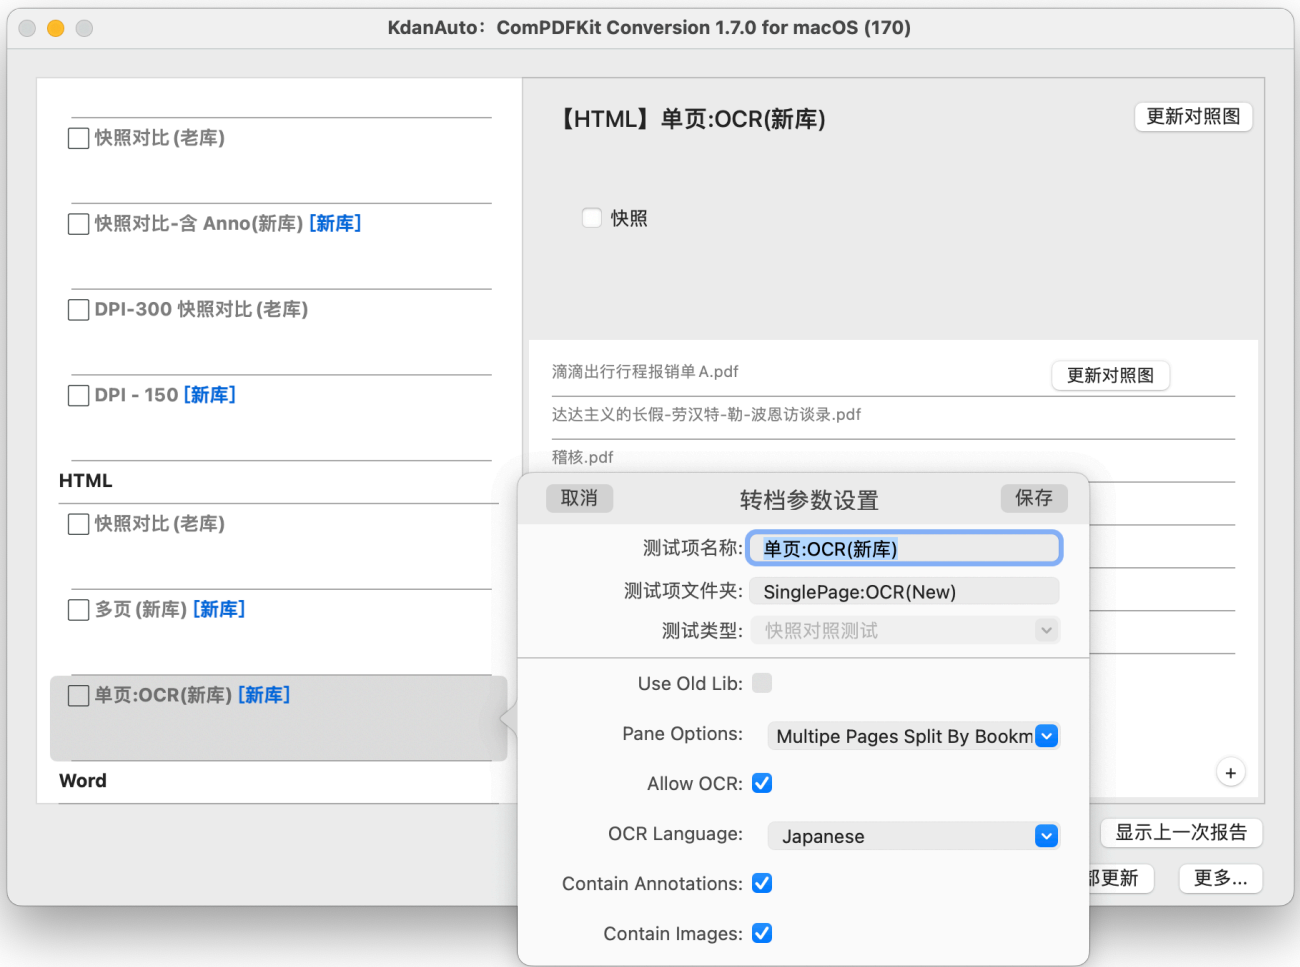 KdanAuto：ComPDFKit Conversion 1.7.0 for macOS (170)
快照对比(老库)
快照对比-含 Anno(新库) [新库]
DPI-300 快照对比(老库)
DPI - 150 [新库]
HTML
快照对比(老库)
多页(新库) [新库]
单页:OCR(新库) [新库]
Word
【HTML】单页:OCR(新库)
更新对照图
快照
滴滴出行行程报销单A.pdf
更新对照图
达达主义的长假-劳汉特-勒-波恩访谈录.pdf
稽核.pdf
取消
转档参数设置
保存
测试项名称: 单页:OCR(新库)
测试项文件夹: SinglePage:OCR(New)
测试类型: 快照对照测试
Use Old Lib:
Pane Options: Multipe Pages Split By Bookm
Allow OCR:
OCR Language: Japanese
Contain Annotations:
Contain Images:
+
显示上一次报告
部更新
更多...